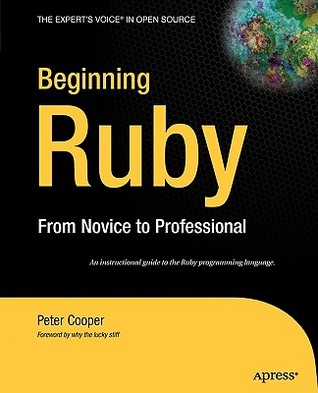 THE EXPERT'S VOICE® IN OPEN SOURCE
Beginning
Ruby
From Novice to Professional
An instructional guide to the Ruby programming language.
Peter Cooper
Foreword by why the lucky stiff
Apress®